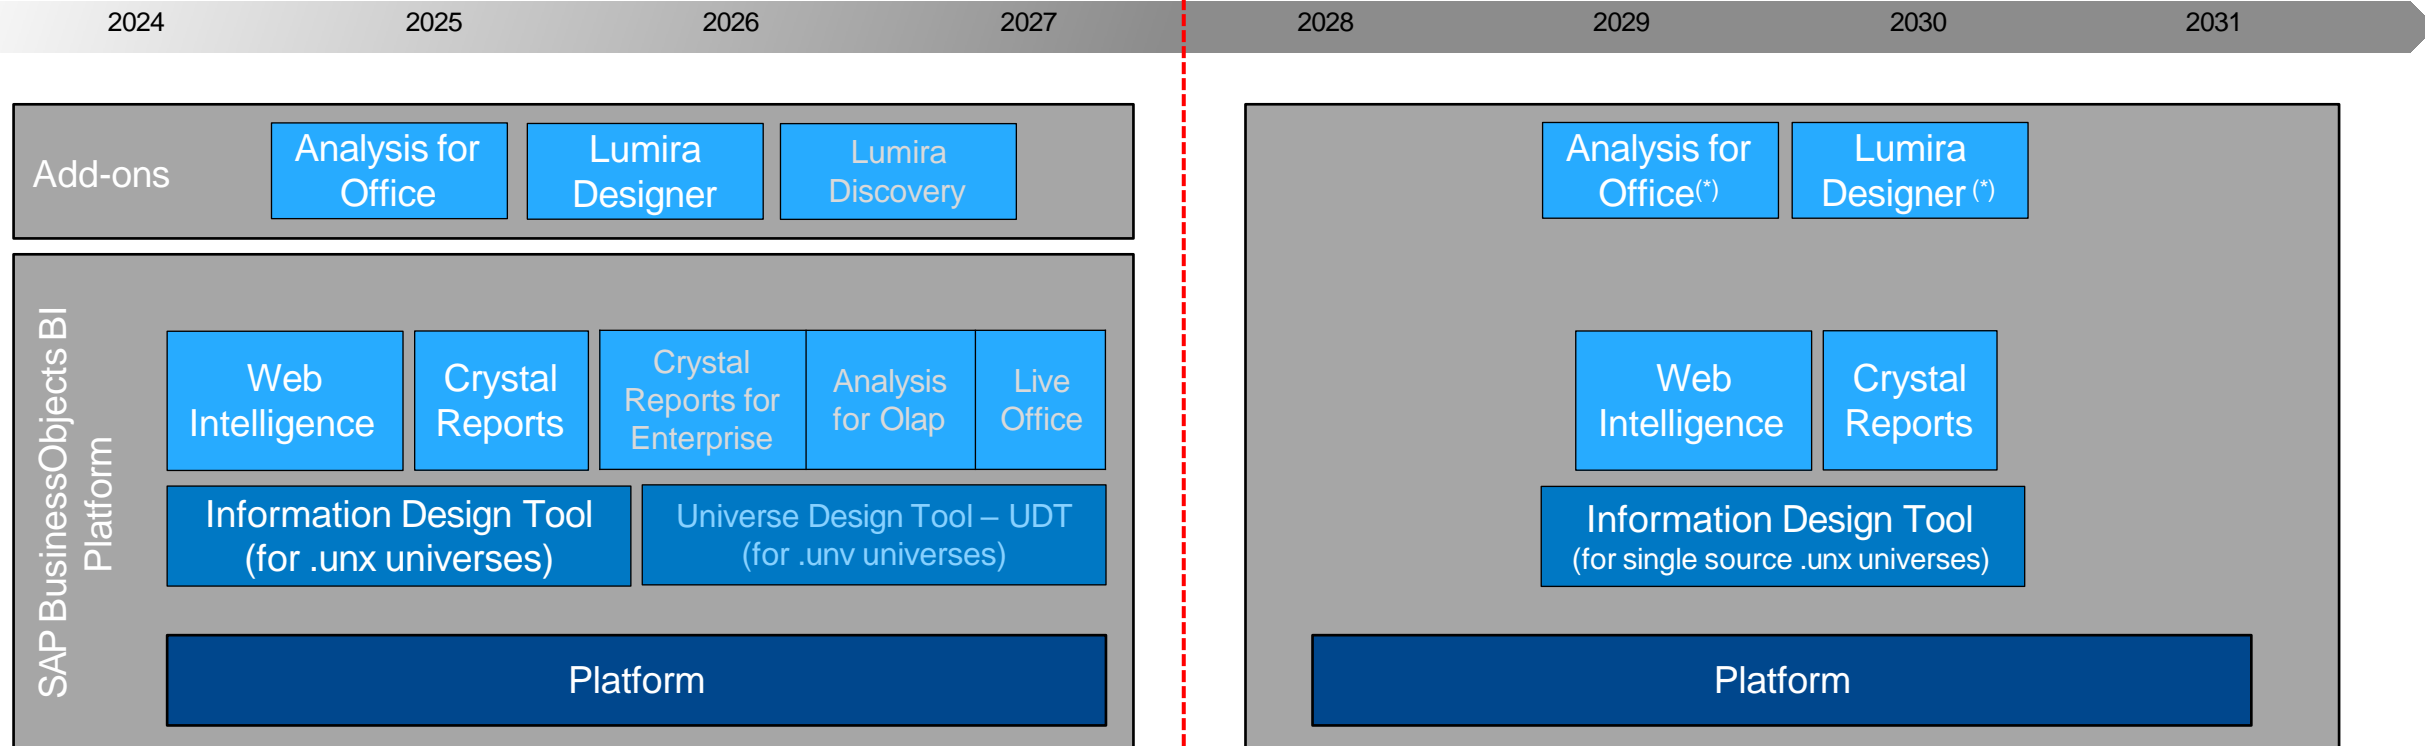 2024 2025 2026 2027 2028 2029 2030 2031
Add-ons
Analysis for
Office
Lumira
Designer
Lumira
Discovery
Analysis for
Office(*)
Lumira
Designer (*)
SAP BusinessObjects BI
Platform
Web
Intelligence
Crystal
Reports
Crystal
Reports for
Enterprise
Analysis
for Olap
Live
Office
Web
Intelligence
Crystal
Reports
Information Design Tool
(for .unx universes)
Universe Design Tool – UDT
(for .unv universes)
Information Design Tool
(for single source .unx universes)
Platform
Platform